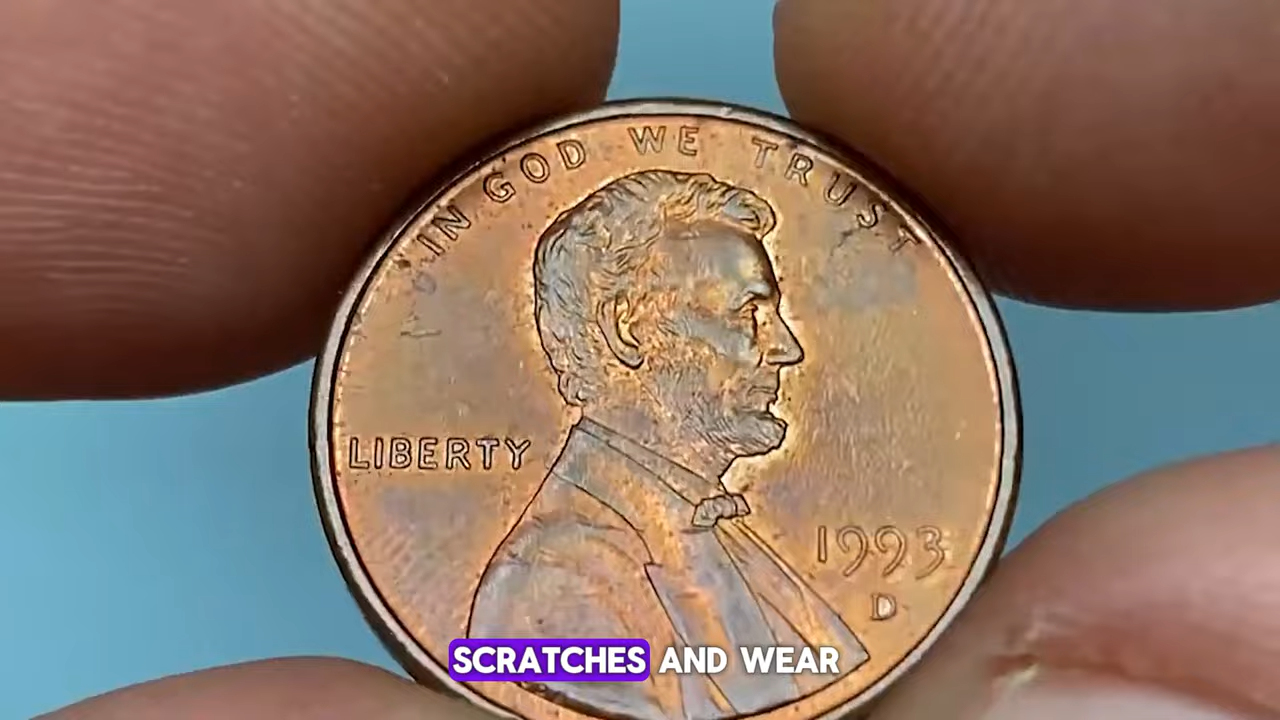 IN GOD WE TRUST
LIBERTY
1993
D
SCRATCHES AND WEAR